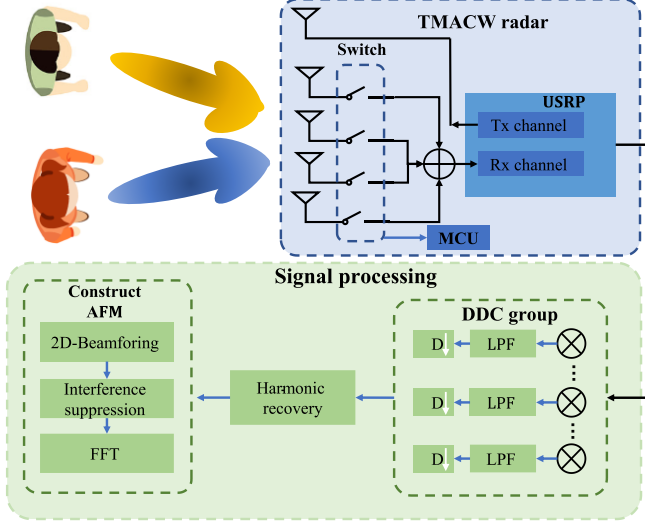 TMACW radar
Switch
USRP
Tx channel
Rx channel
MCU
Signal processing
Construct
AFM
2D-Beamforing
Interference
suppression
FFT
Harmonic
recovery
DDC group
D LPF
D LPF
D LPF